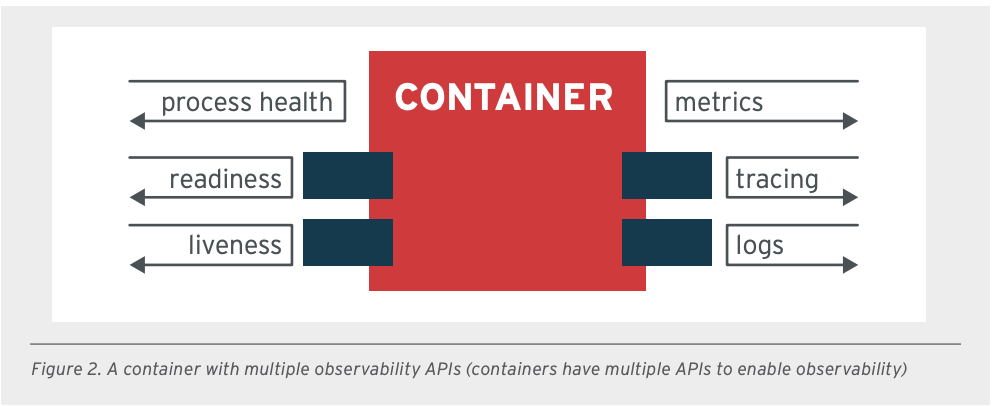 CONTAINER
process health
readiness
liveness
metrics
tracing
logs
Figure 2. A container with multiple observability APIs (containers have multiple APIs to enable observability)